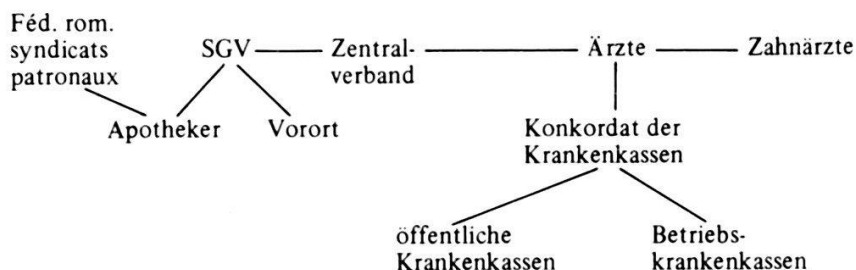 Féd. rom.
syndicats
patronaux
SGV
Zentral-
verband
Ärzte
Zahnärzte
Apotheker
Vorort
Konkordat der
Krankenkassen
öffentliche
Krankenkassen
Betriebs-
krankenkassen